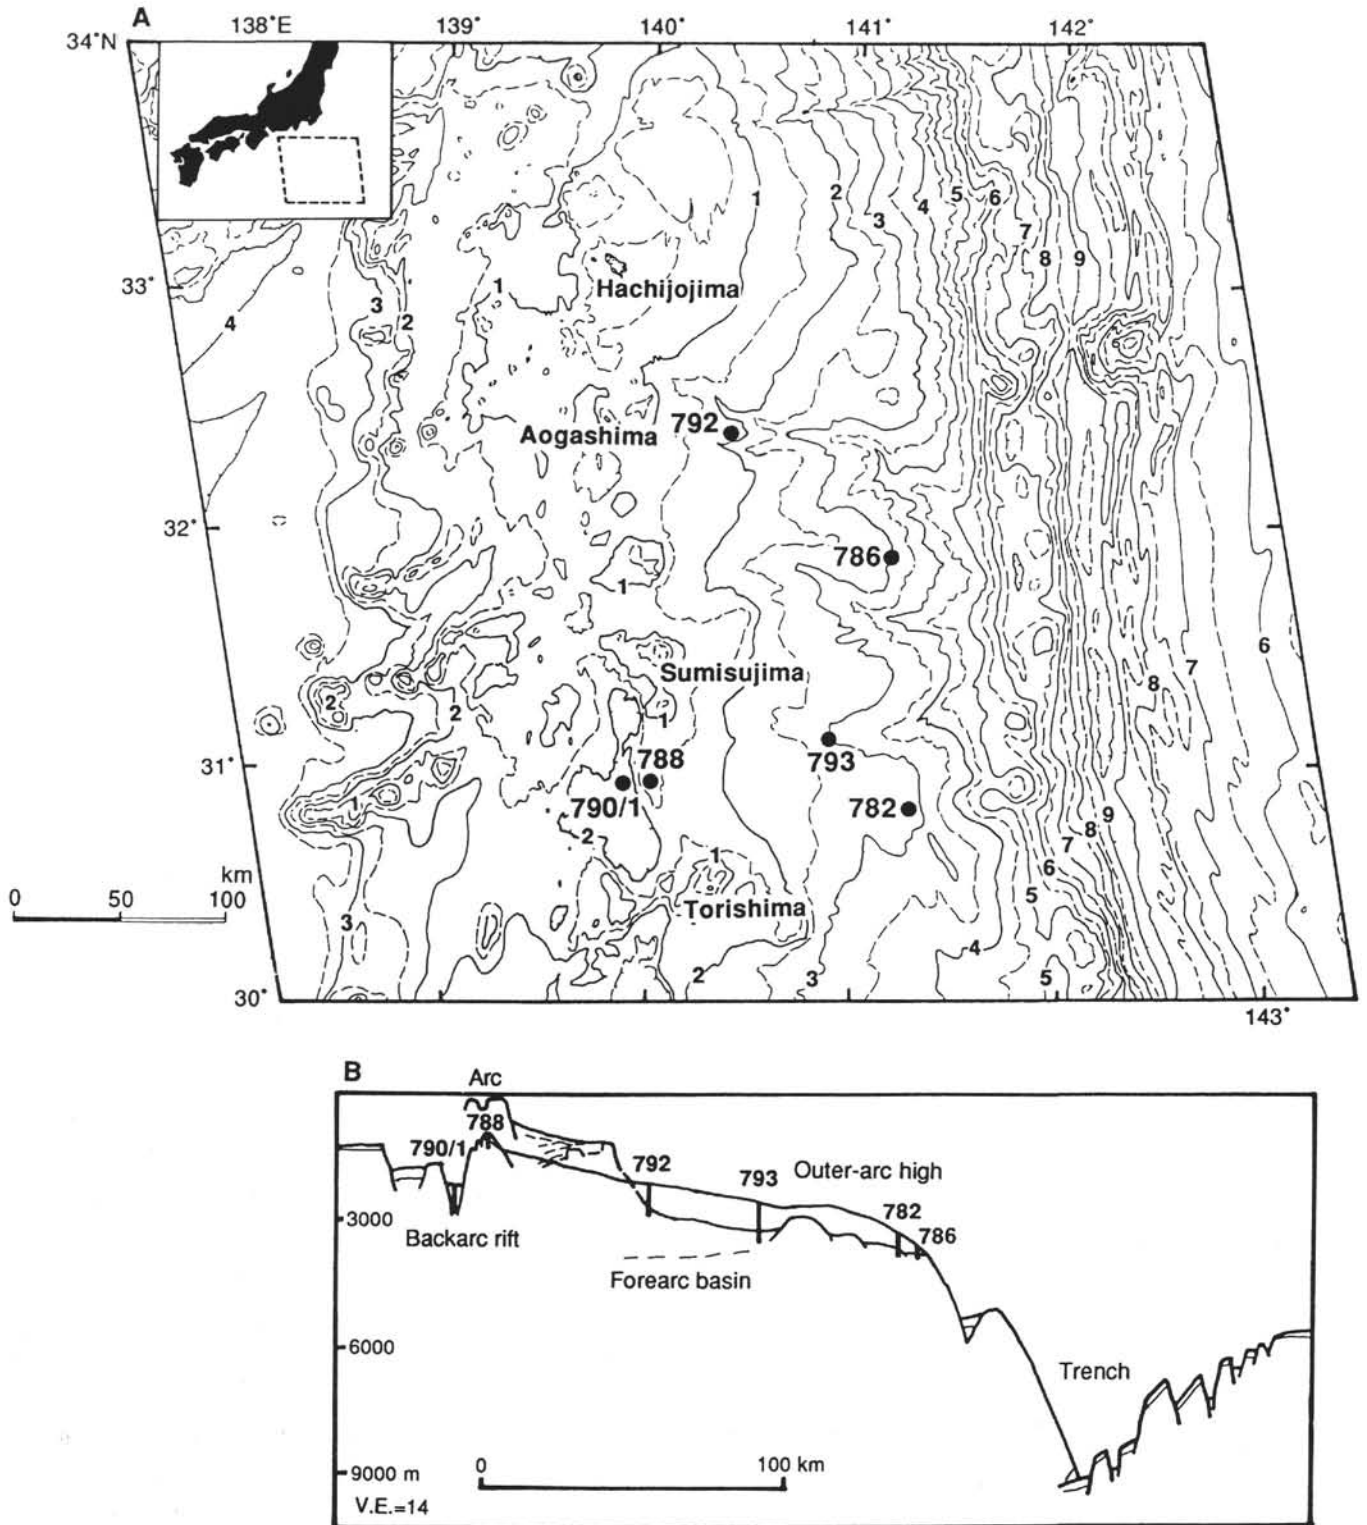 A
138°E 139° 140° 141° 142°
34°N
1 2 3 4 5 6
7
8 9
33°
1
Hachijojima
3
2
4
792
Aogashima
32°
786
1
6
Sumisujima
7
8
2
2
1
31°
788
793
790/1
782
1
9
8
2
7
1
6
km
0 50 100
5
Torishima
3
4
2
3
5
30°
143°
B
Arc
788
790/1
792
793
Outer-arc high
782
786
3000
Backarc rift
Forearc basin
6000
Trench
0 100 km
9000 m
V.E.=14